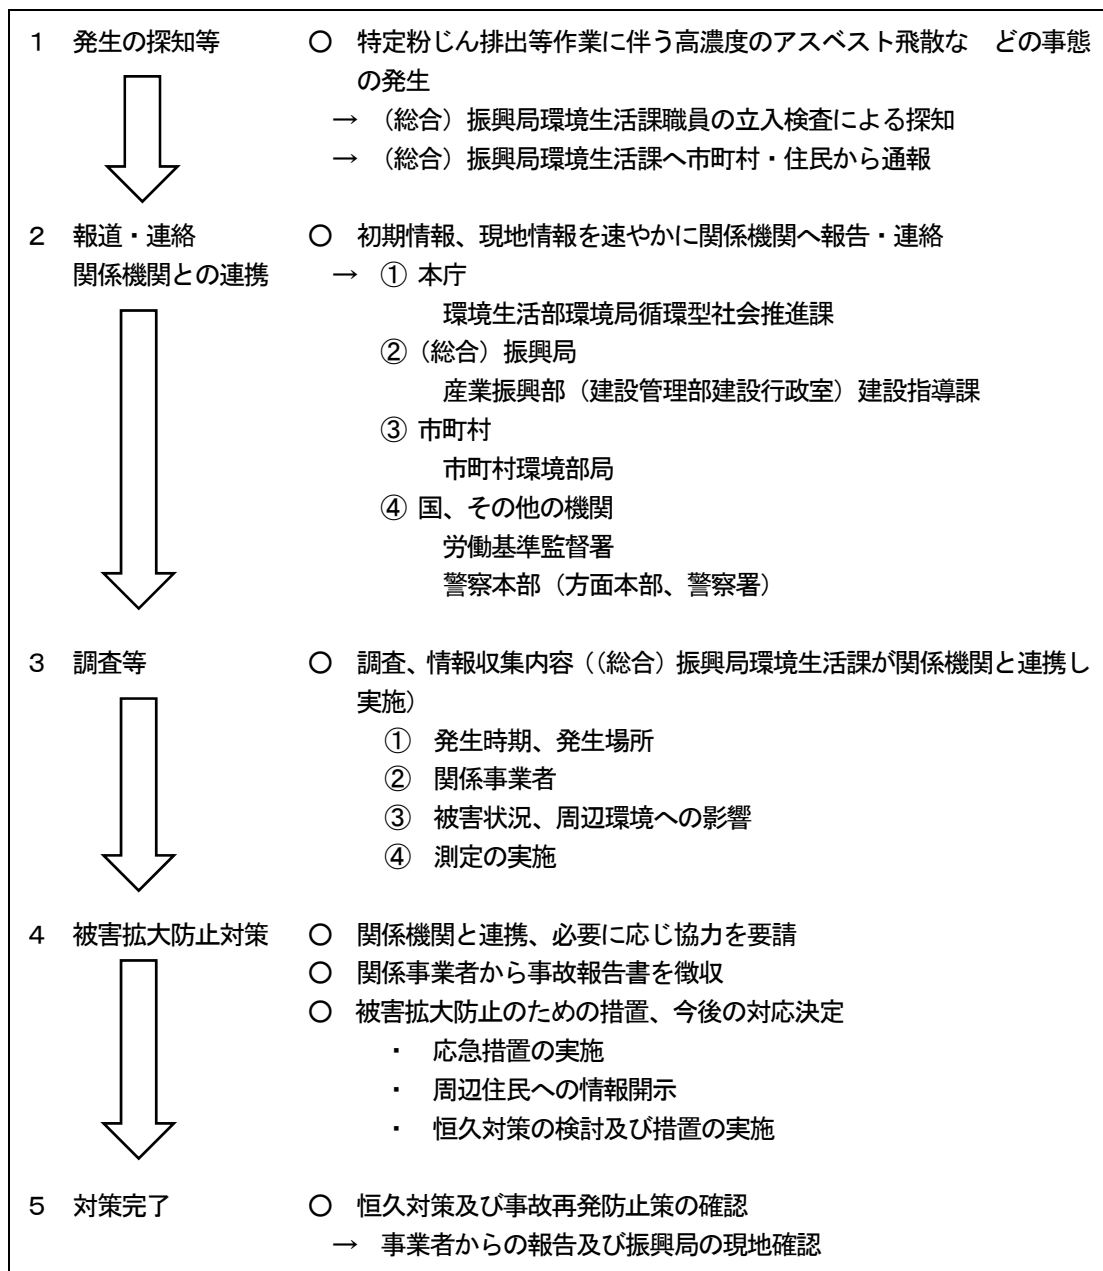 １　発生の探知等　　　○　特定粉じん排出等作業に伴う高濃度のアスベスト飛散な　どの事態
の発生
→　（総合）振興局環境生活課職員の立入検査による探知
→　（総合）振興局環境生活課へ市町村・住民から通報
２　報道・連絡　　　○　初期情報、現地情報を速やかに関係機関へ報告・連絡
関係機関との連携　　→　① 本庁
環境生活部環境局循環型社会推進課
②（総合）振興局
産業振興部（建設管理部建設行政室）建設指導課
③ 市町村
市町村環境部局
④ 国、その他の機関
労働基準監督署
警察本部（方面本部、警察署）
３　調査等　　　○　調査、情報収集内容（（総合）振興局環境生活課が関係機関と連携し
実施）
①　発生時期、発生場所
②　関係事業者
③　被害状況、周辺環境への影響
④　測定の実施
４　被害拡大防止対策　　○　関係機関と連携、必要に応じ協力を要請
○　関係事業者から事故報告書を徴収
○　被害拡大防止のための措置、今後の対応決定
・　応急措置の実施
・　周辺住民への情報開示
・　恒久対策の検討及び措置の実施
５　対策完了　　　○　恒久対策及び事故再発防止策の確認
→　事業者からの報告及び振興局の現地確認